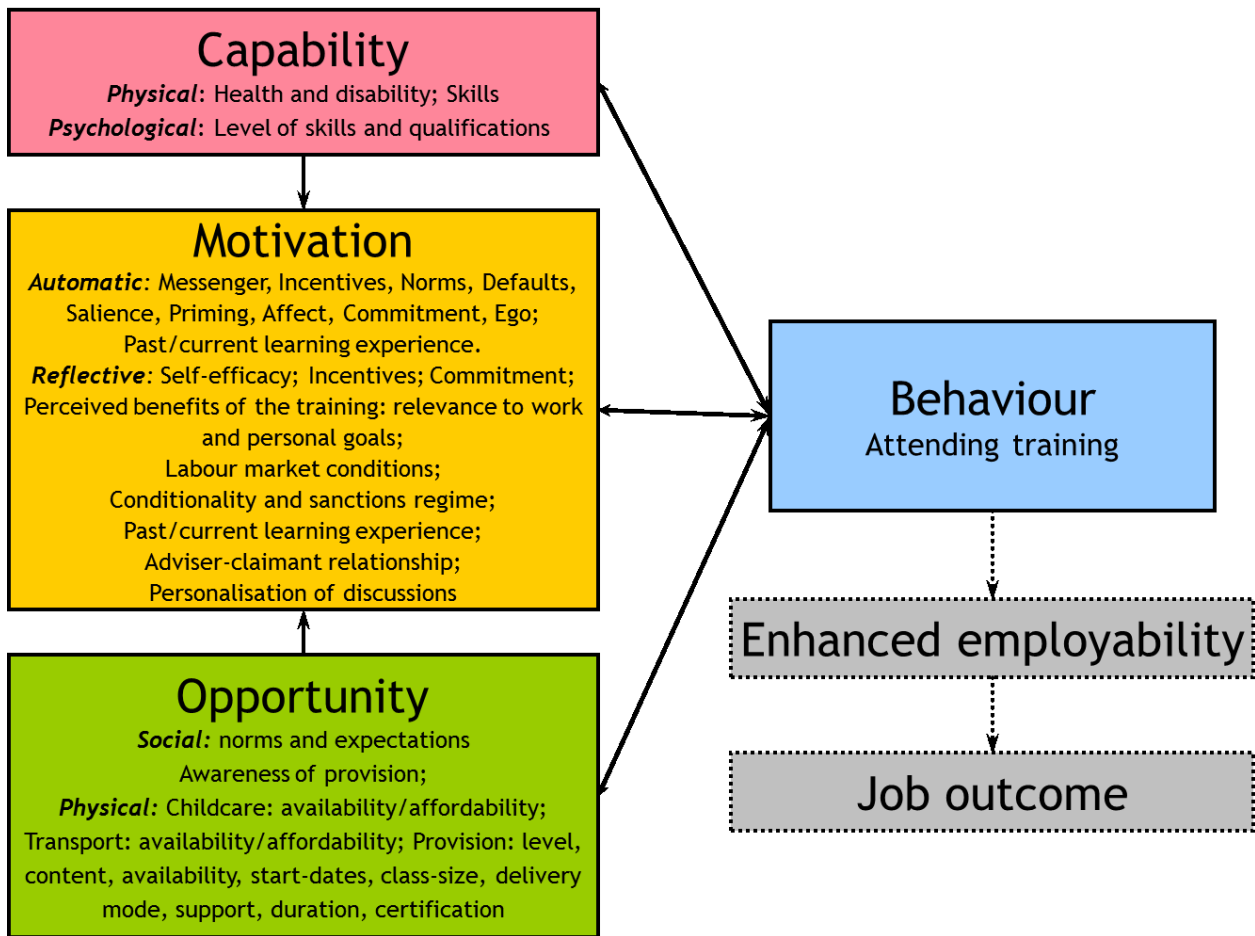 Capability
Physical: Health and disability; Skills
Psychological: Level of skills and qualifications
Motivation
Automatic: Messenger, Incentives, Norms, Defaults,
Salience, Priming, Affect, Commitment, Ego;
Past/current learning experience.
Reflective: Self-efficacy; Incentives; Commitment;
Perceived benefits of the training: relevance to work
and personal goals;
Labour market conditions;
Conditionality and sanctions regime;
Past/current learning experience;
Adviser-claimant relationship;
Personalisation of discussions
Opportunity
Social: norms and expectations
Awareness of provision;
Physical: Childcare: availability/affordability;
Transport: availability/affordability; Provision: level,
content, availability, start-dates, class-size, delivery
mode, support, duration, certification
Behaviour
Attending training
Enhanced employability
Job outcome